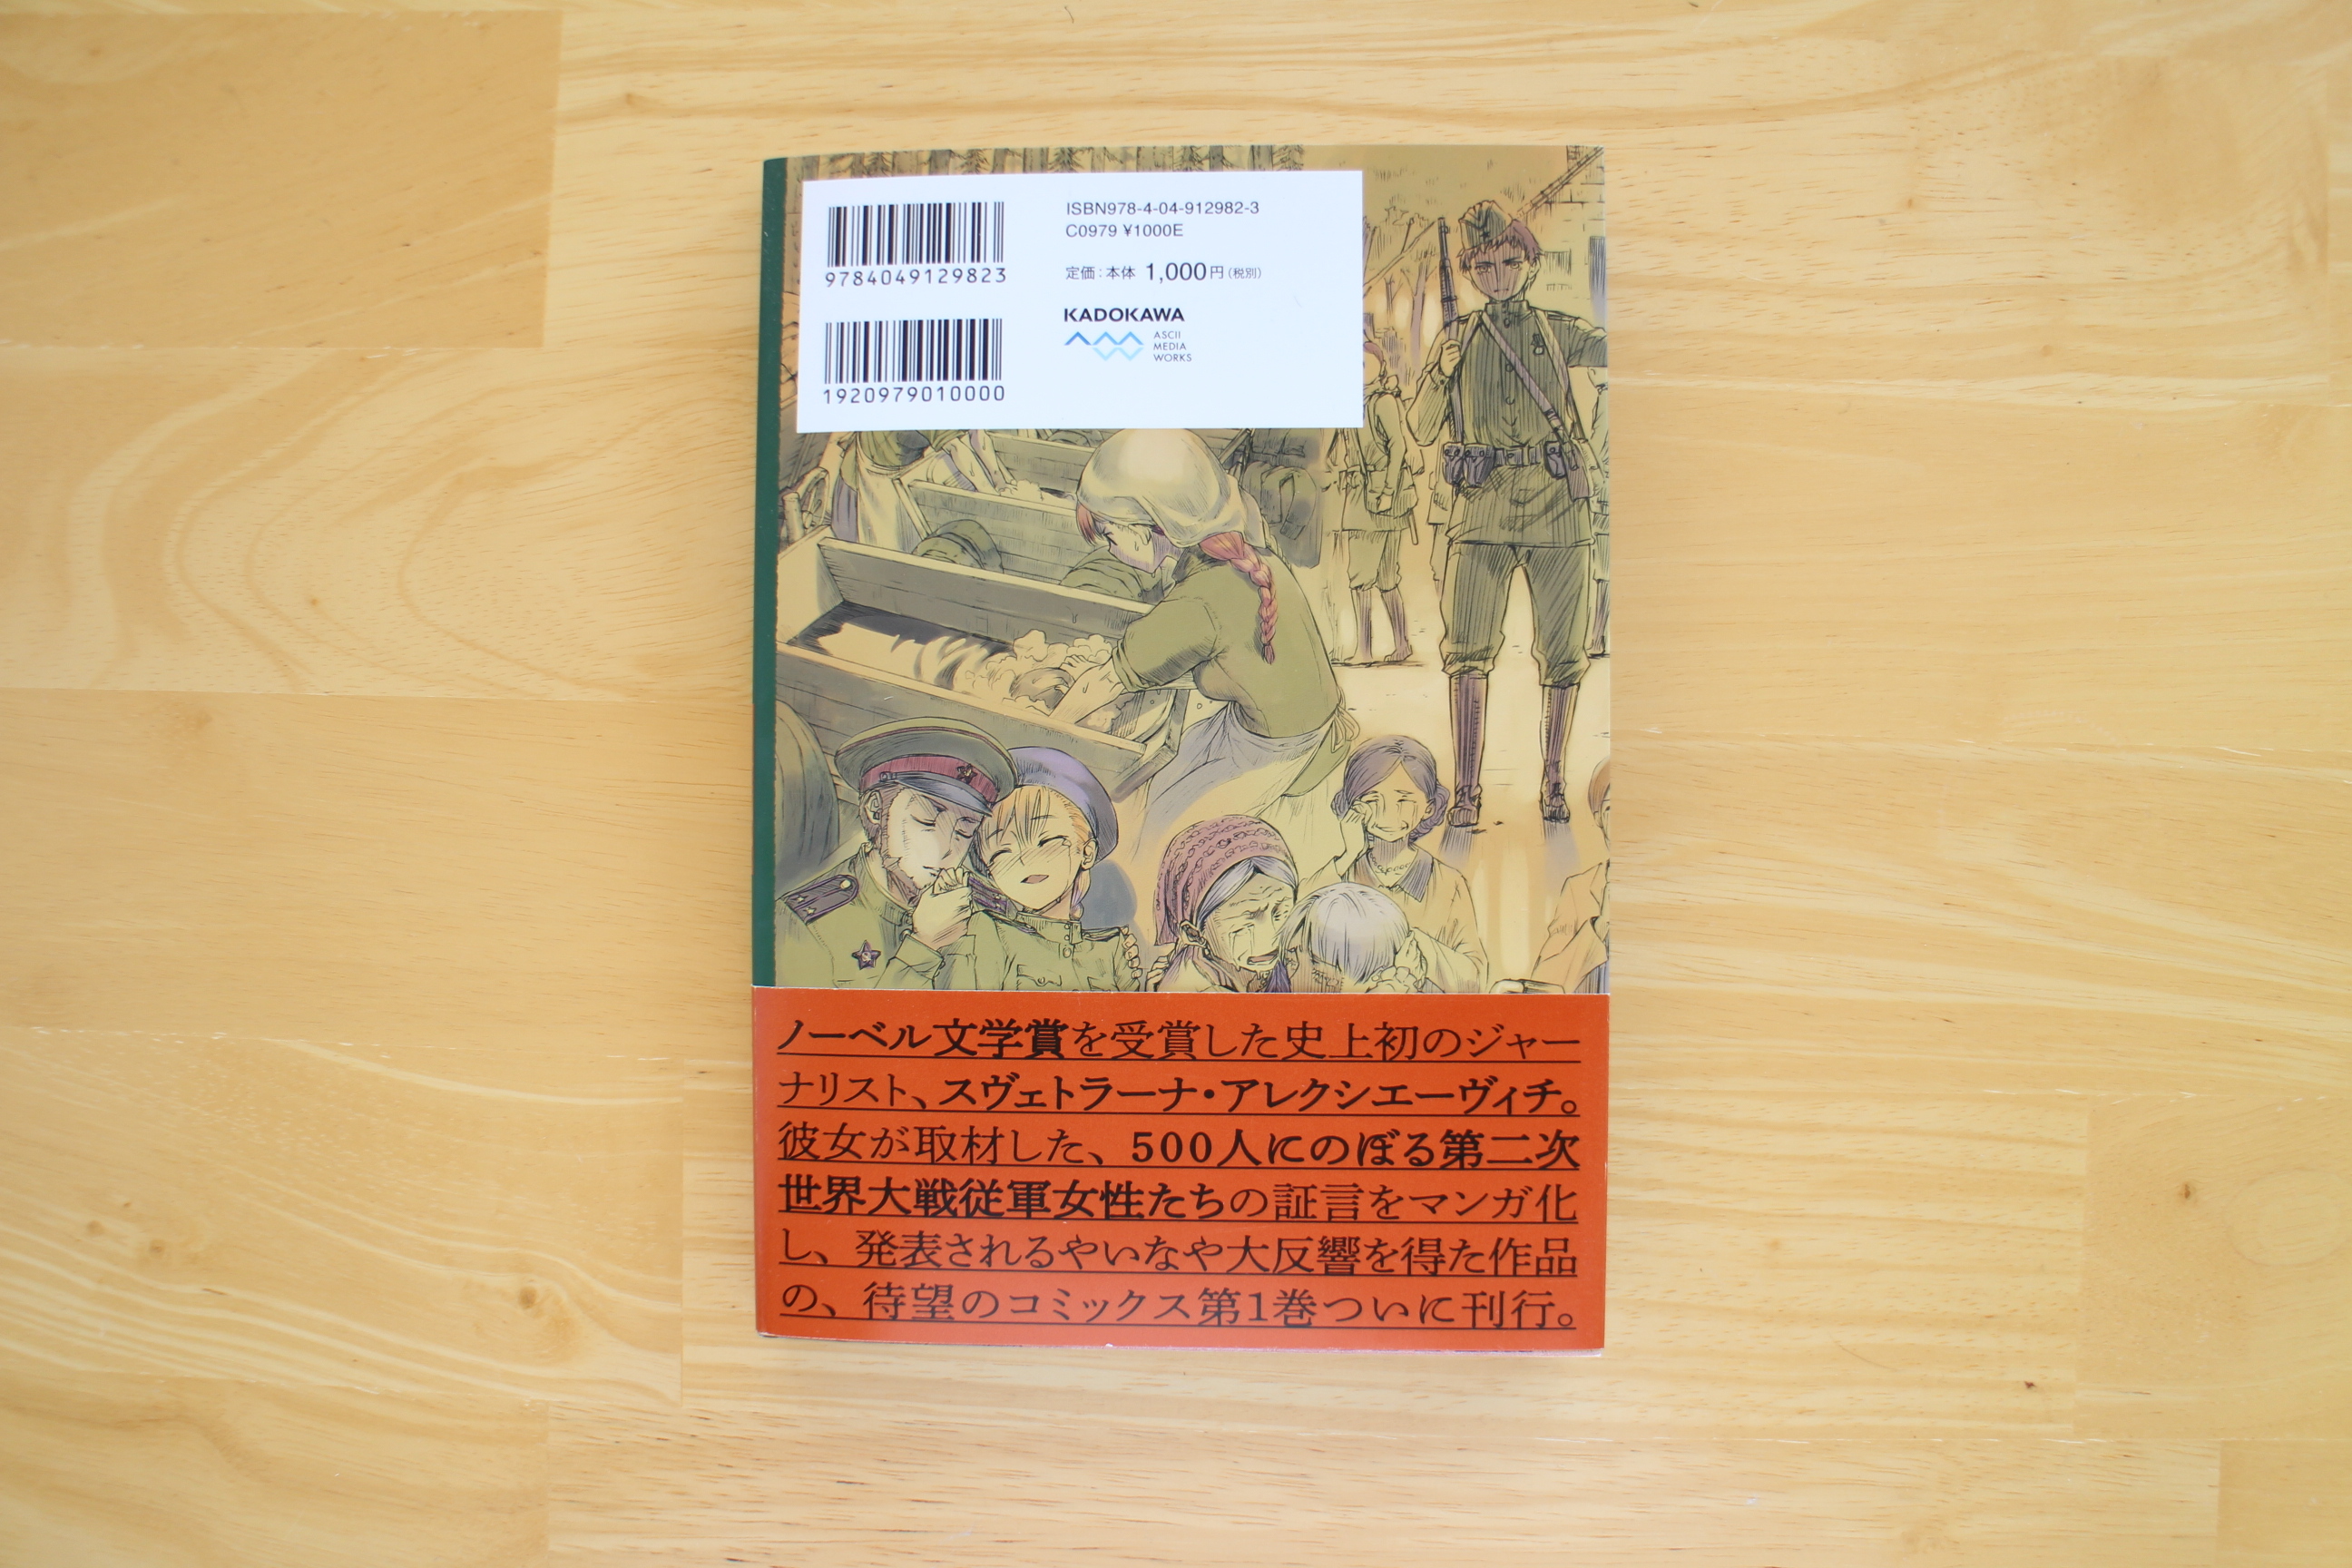 9784049129823
1920979010000
ISBN978-4-04-912982-3
C0979 ¥1000E
定価:本体 1,000円(税別)
KADOKAWA
ASCII
MEDIA
WORKS
ノーベル文学賞を受賞した史上初のジャー
ナリスト、スヴェトラーナ・アレクシエーヴィチ。
彼女が取材した、500人にのぼる第二次
世界大戦従軍女性たちの証言をマンガ化
し、発表されるやいなや大反響を得た作品
の、待望のコミックス第1巻ついに刊行。